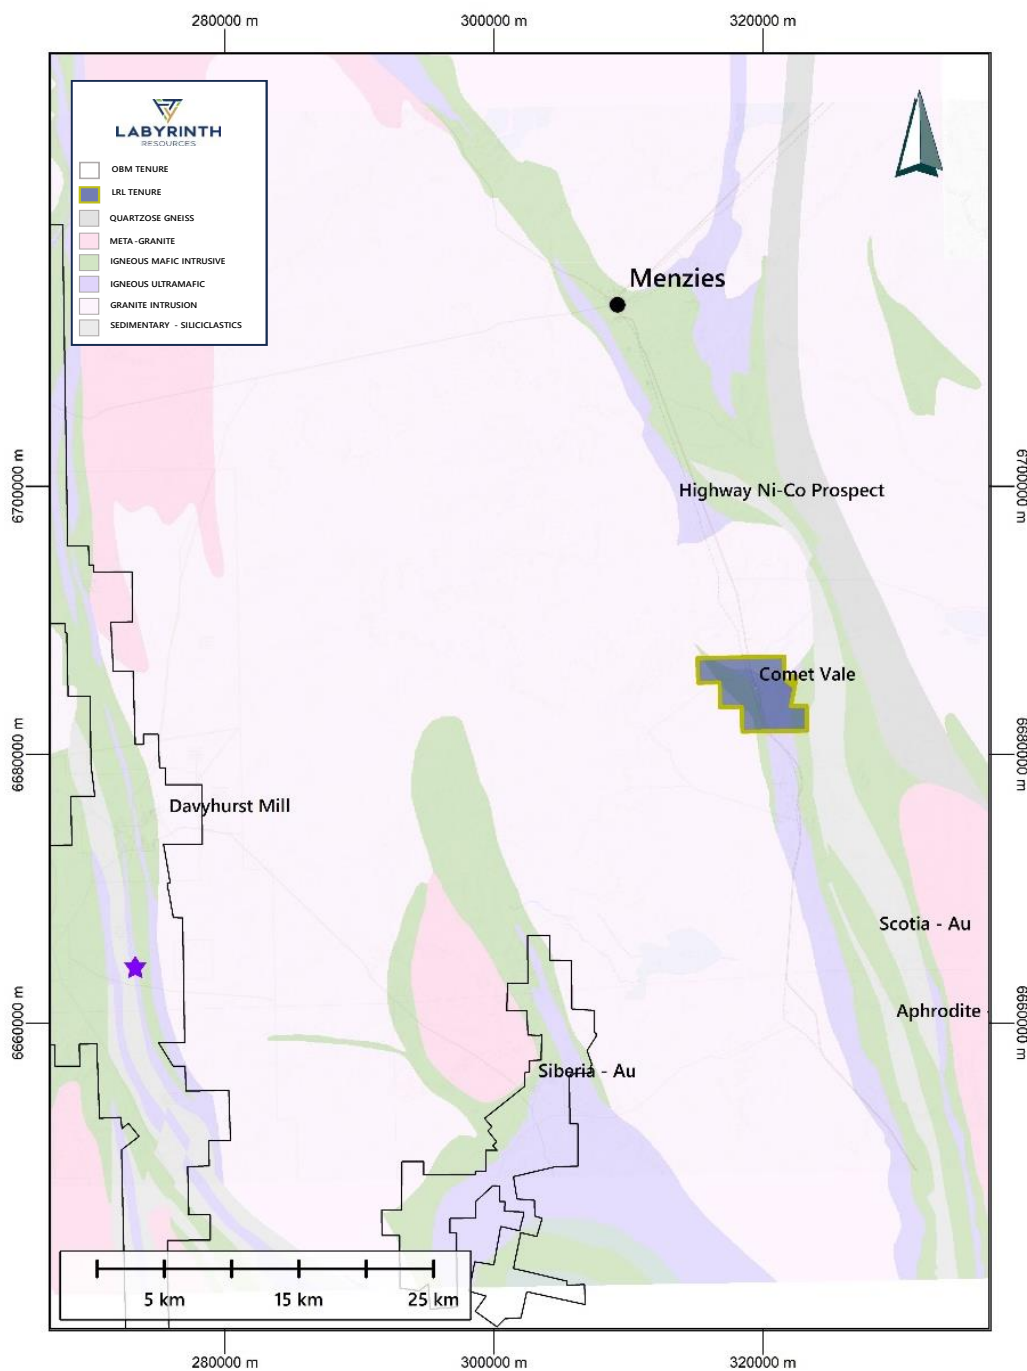 280000 m
300000 m
320000 m
LABYRINTH
RESOURCES
OBM TENURE
LRL TENURE
QUARTZOSE GNEISS
META-GRANITE
IGNEOUS MAFIC INTRUSIVE
IGNEOUS ULTRAMAFIC
GRANITE INTRUSION
SEDIMENTARY - SILICICLASTICS
Menzies
6700000 m
Highway Ni-Co Prospect
6700000 m
Comet Vale
6680000 m
6680000 m
Davyhurst Mill
Scotia - Au
Aphrodite -
6660000 m
6660000 m
Siberia - Au
5 km
15 km
25 km
280000 m
300000 m
320000 m